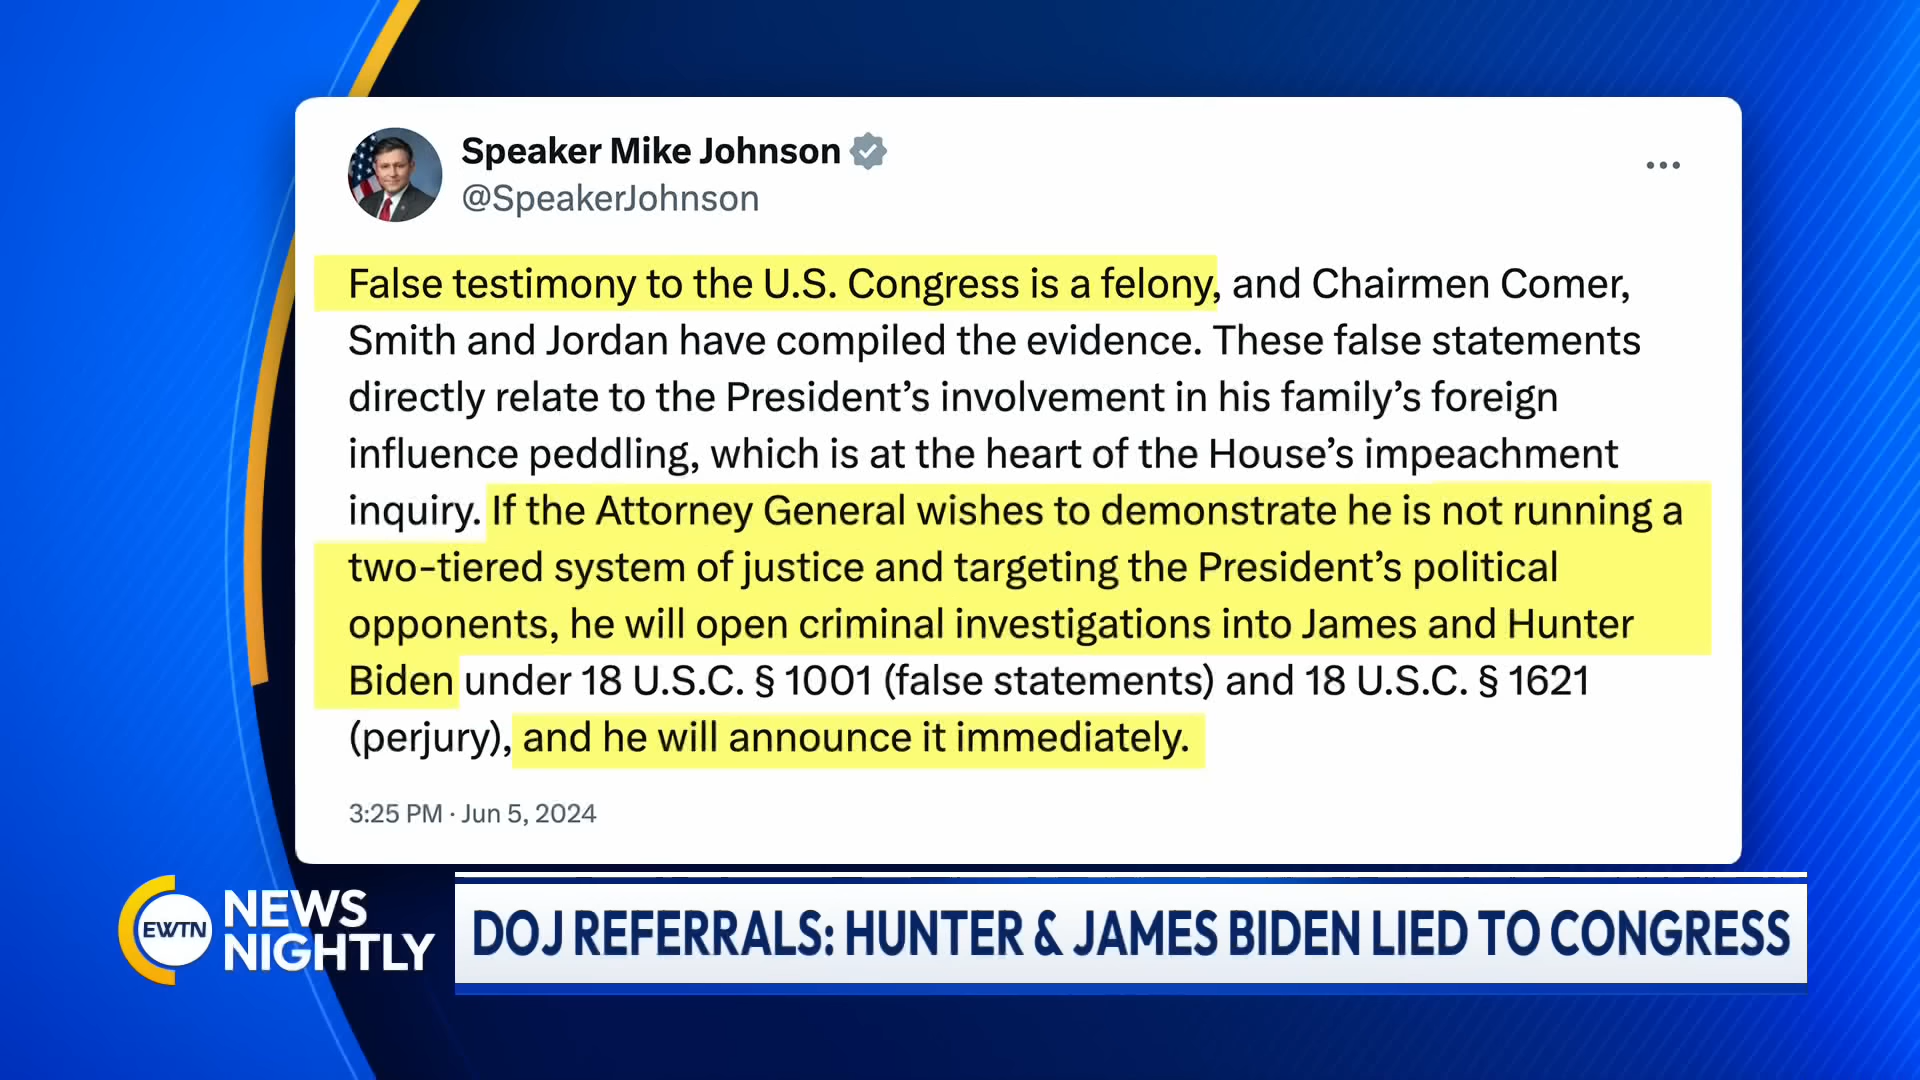 Speaker Mike Johnson
@SpeakerJohnson
False testimony to the U.S. Congress is a felony, and Chairmen Comer,
Smith and Jordan have compiled the evidence. These false statements
directly relate to the President’s involvement in his family’s foreign
influence peddling, which is at the heart of the House’s impeachment
inquiry. If the Attorney General wishes to demonstrate he is not running a
two-tiered system of justice and targeting the President’s political
opponents, he will open criminal investigations into James and Hunter
Biden under 18 U.S.C. § 1001 (false statements) and 18 U.S.C. § 1621
(perjury), and he will announce it immediately.
3:25 PM · Jun 5, 2024
EWTN
NEWS
NIGHTLY
DOJ REFERRALS: HUNTER & JAMES BIDEN LIED TO CONGRESS